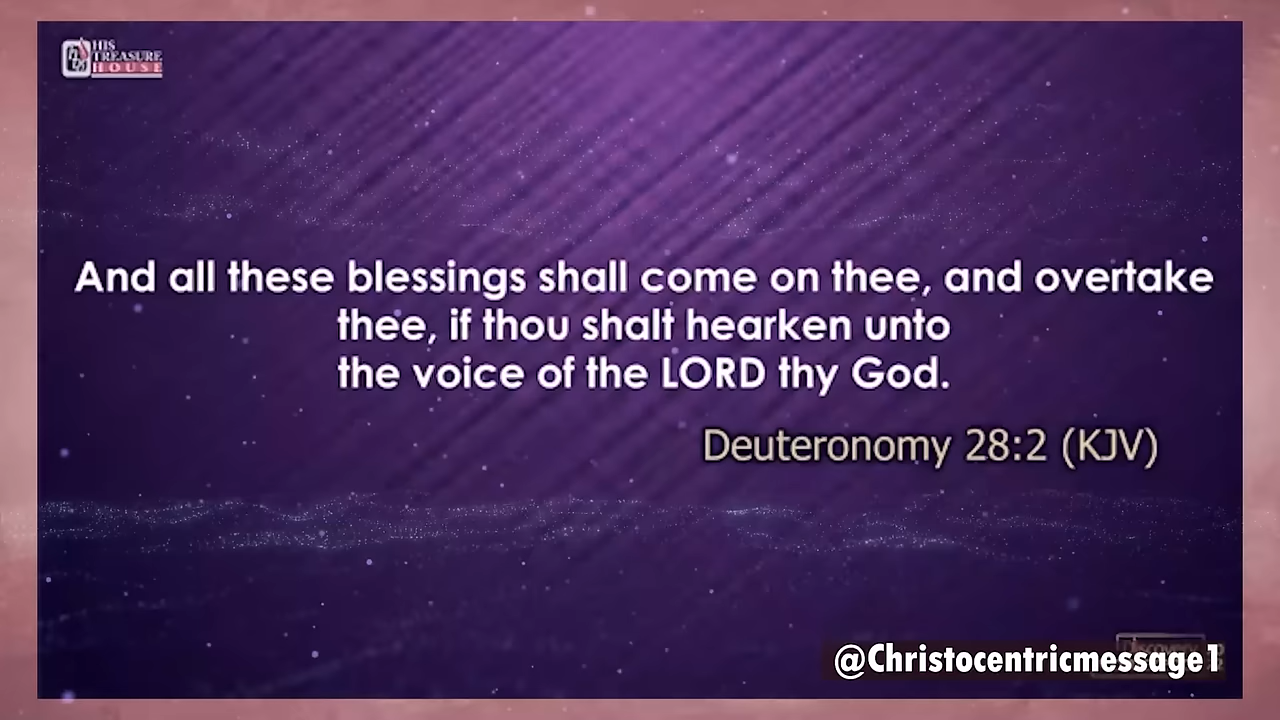 HIS
TREASURE
HOUSE
And all these blessings shall come on thee, and overtake
thee, if thou shalt hearken unto
the voice of the LORD thy God.
Deuteronomy 28:2 (KJV)
@Christocentricmessage1